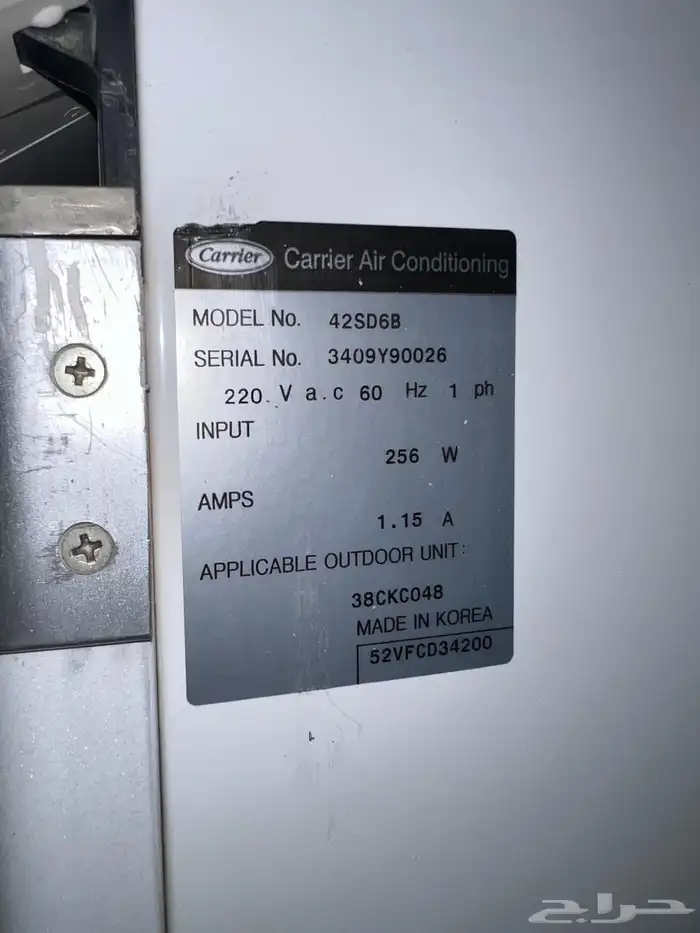 Carrier Carrier Air Conditioning
MODEL No. 42SD6B
SERIAL No. 3409Y90026
220 V a.c 60 Hz 1 ph
INPUT
256 W
AMPS
1.15 A
APPLICABLE OUTDOOR UNIT:
38CKC048
MADE IN KOREA
52VFCD34200
حراج